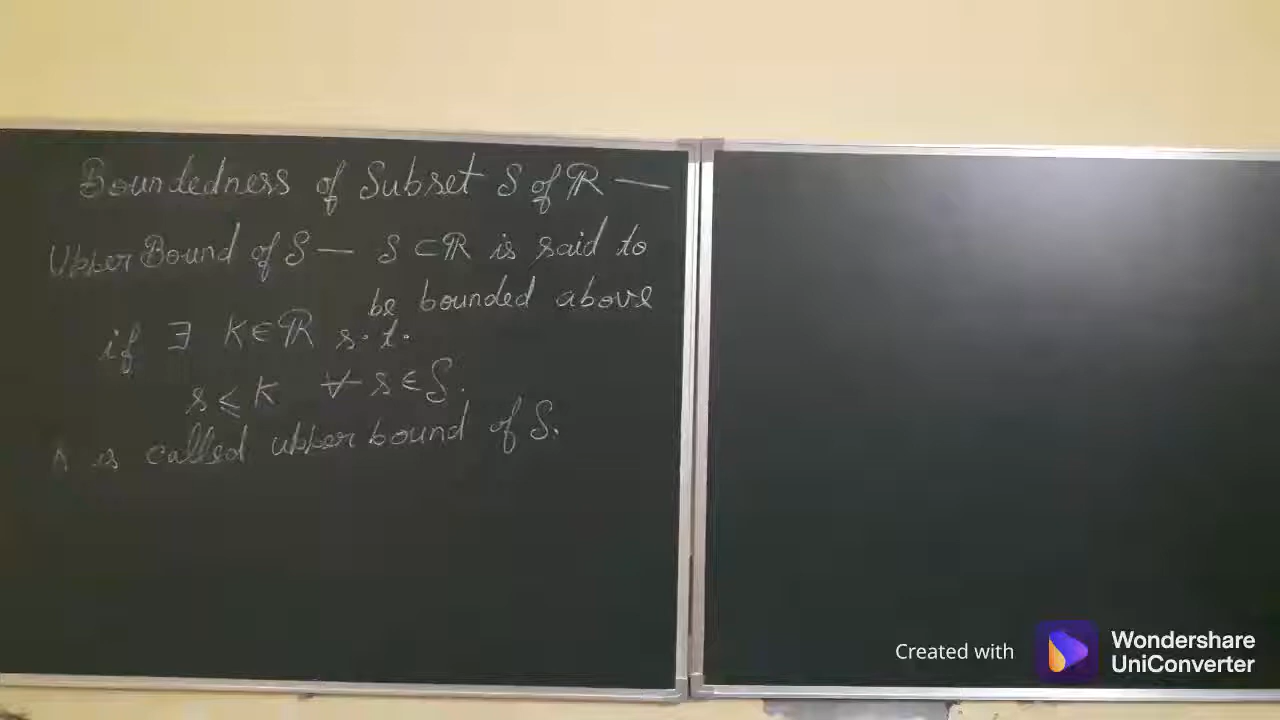 Boundedness of Subset S of ℝ —
Upper Bound of S — S ⊂ ℝ is said to
be bounded above
if ∃ K ∈ ℝ s.t.
s ≤ K ∀ s ∈ S.
is called upper bound of S.
Created with
Wondershare
UniConverter